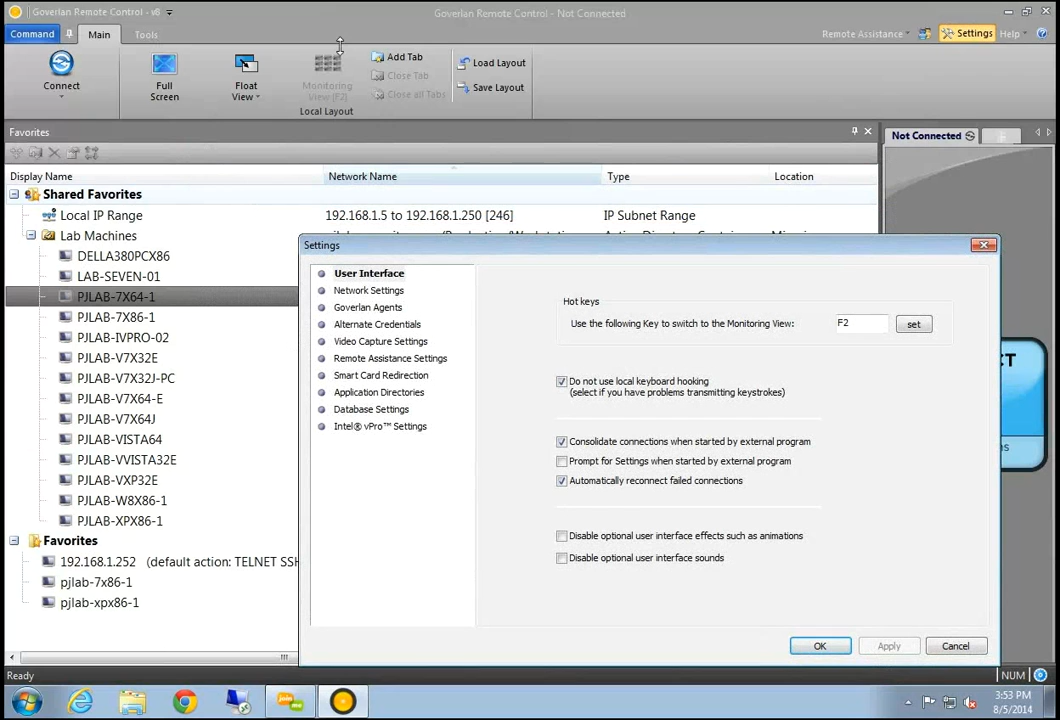 Goverlan Remote Control - v8
Goverlan Remote Control - Not Connected
Command
Main
Tools
Remote Assistance
Settings
Help
Connect
Full Screen
Float View
Monitoring View (F2)
Add Tab
Close Tab
Close all Tabs
Load Layout
Save Layout
Local Layout
Favorites
Not Connected
Display Name
Network Name
Type
Location
Shared Favorites
Local IP Range
192.168.1.5 to 192.168.1.250 [246]
IP Subnet Range
Lab Machines
DELLA380PCX86
LAB-SEVEN-01
PJLAB-7X64-1
PJLAB-7X86-1
PJLAB-IVPRO-02
PJLAB-V7X32E
PJLAB-V7X32J-PC
PJLAB-V7X64-E
PJLAB-V7X64J
PJLAB-VISTA64
PJLAB-VVISTA32E
PJLAB-VXP32E
PJLAB-W8X86-1
PJLAB-XPX86-1
Favorites
192.168.1.252 (default action: TELNET SSH
pjlab-7x86-1
pjlab-xpx86-1
Settings
User Interface
Network Settings
Goverlan Agents
Alternate Credentials
Video Capture Settings
Remote Assistance Settings
Smart Card Redirection
Application Directories
Database Settings
Intel® vPro™ Settings
Hot keys
Use the following Key to switch to the Monitoring View:
F2
set
Do not use local keyboard hooking
(select if you have problems transmitting keystrokes)
Consolidate connections when started by external program
Prompt for Settings when started by external program
Automatically reconnect failed connections
Disable optional user interface effects such as animations
Disable optional user interface sounds
OK
Apply
Cancel
CT
Ready
NUM
3:53 PM
8/5/2014